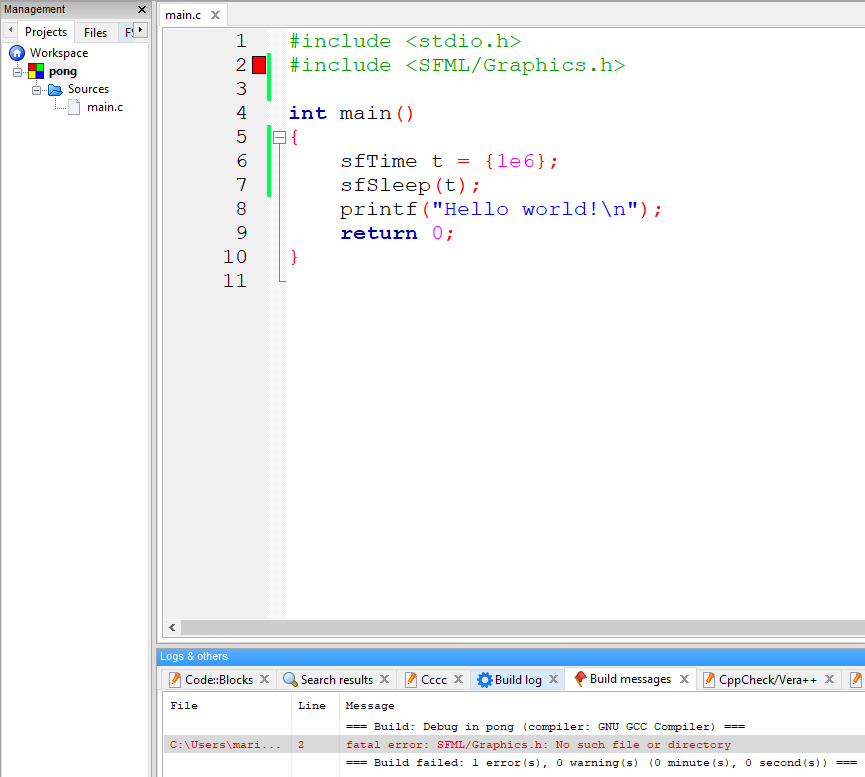 Management
Projects Files FS
Workspace
pong
Sources
main.c
main.c
1 #include <stdio.h>
2 #include <SFML/Graphics.h>
3
4 int main()
5 {
6 sfTime t = {1e6};
7 sfSleep(t);
8 printf("Hello world!\n");
9 return 0;
10 }
11
Logs & others
Code::Blocks Search results Cccc Build log Build messages CppCheck/Vera++
File Line Message
=== Build: Debug in pong (compiler: GNU GCC Compiler) ===
C:\Users\mari... 2 fatal error: SFML/Graphics.h: No such file or directory
=== Build failed: 1 error(s), 0 warning(s) (0 minute(s), 0 second(s)) ===